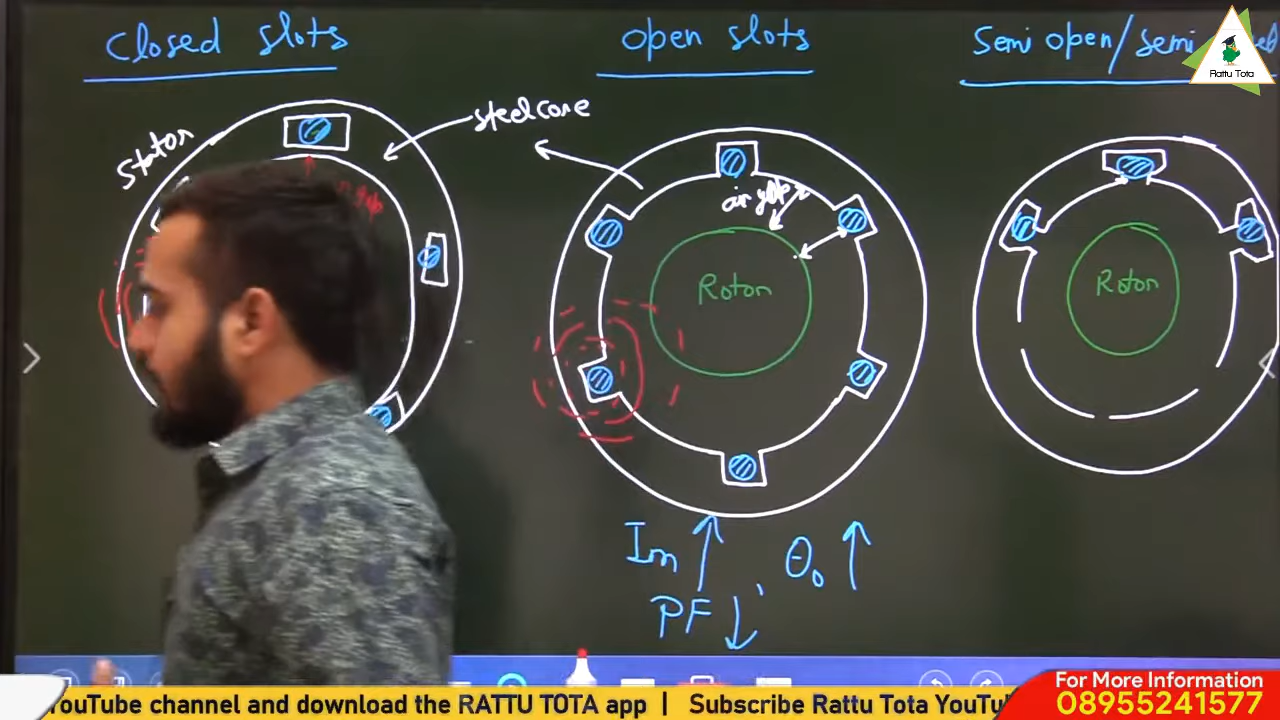 Closed slots
open slots
Semi open/semi
Rattu Tota
Stator
steel core
air gap
Rotor
Rotor
Im ↑, θ₀ ↑
PF ↓
YouTube channel and download the RATTU TOTA app | Subscribe Rattu Tota YouTu
For More Information
08955241577